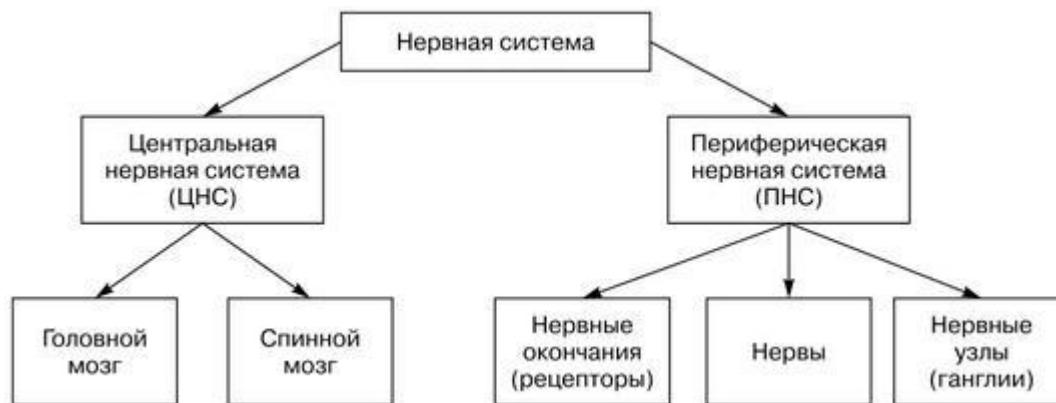 Нервная система
Центральная
нервная система
(ЦНС)
Периферическая
нервная система
(ПНС)
Головной
мозг
Спинной
мозг
Нервные
окончания
(рецепторы)
Нервы
Нервные
узлы
(ганглии)